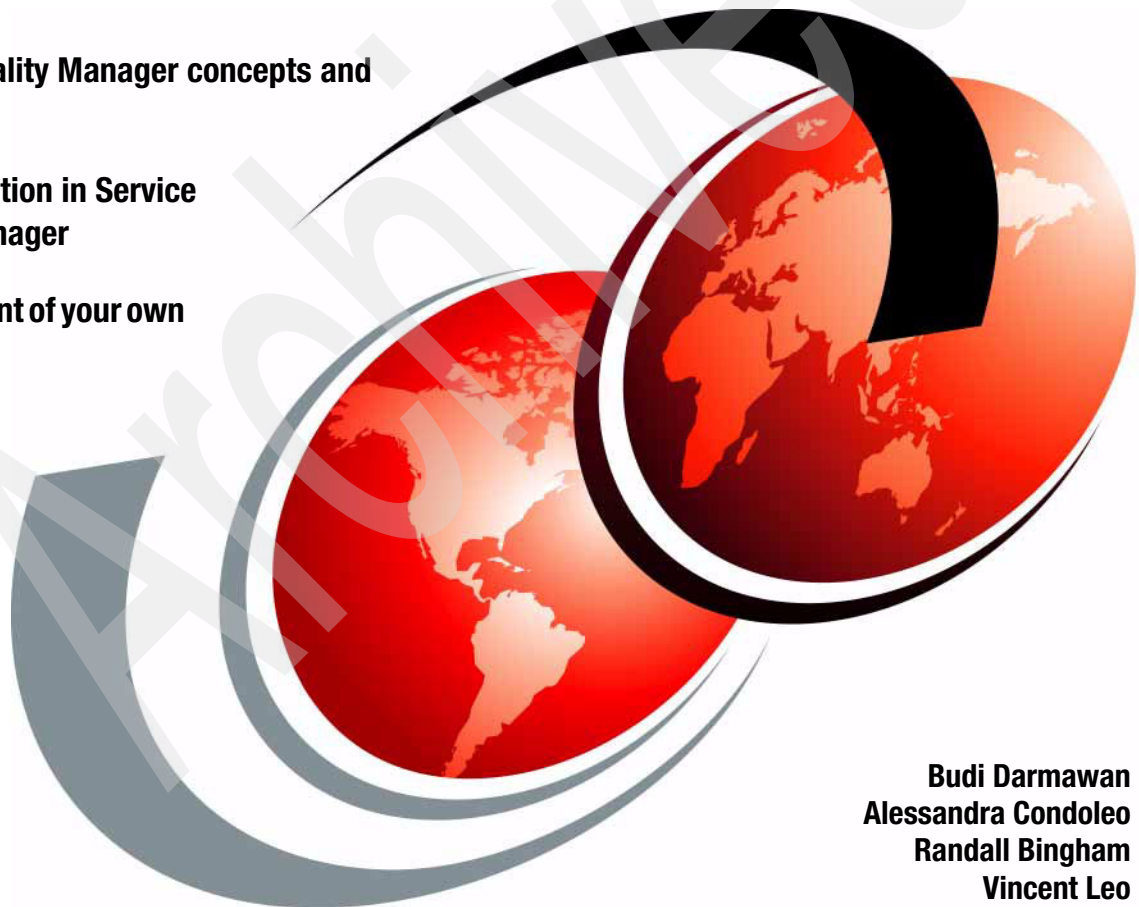 ality Manager concepts and
tion in Service
nager
nt of your own
Budi Darmawan
Alessandra Condoleo
Randall Bingham
Vincent Leo
Archive